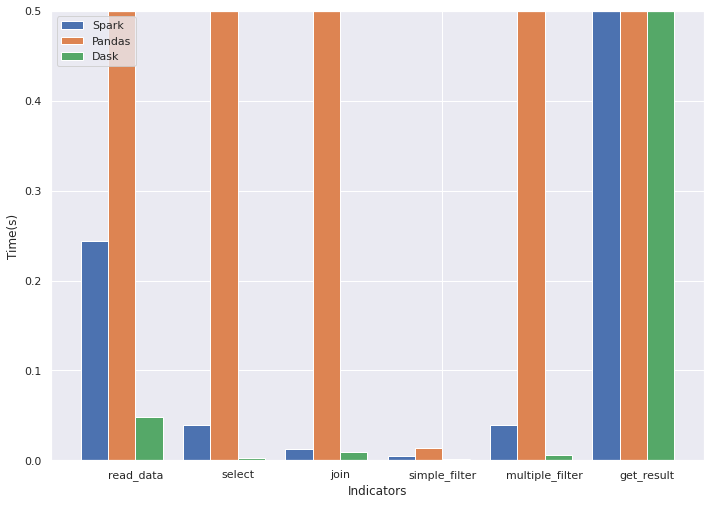 Spark
Pandas
Dask
0.5
0.4
0.3
0.2
0.1
0.0
Time(s)
read_data select join simple_filter multiple_filter get_result
Indicators